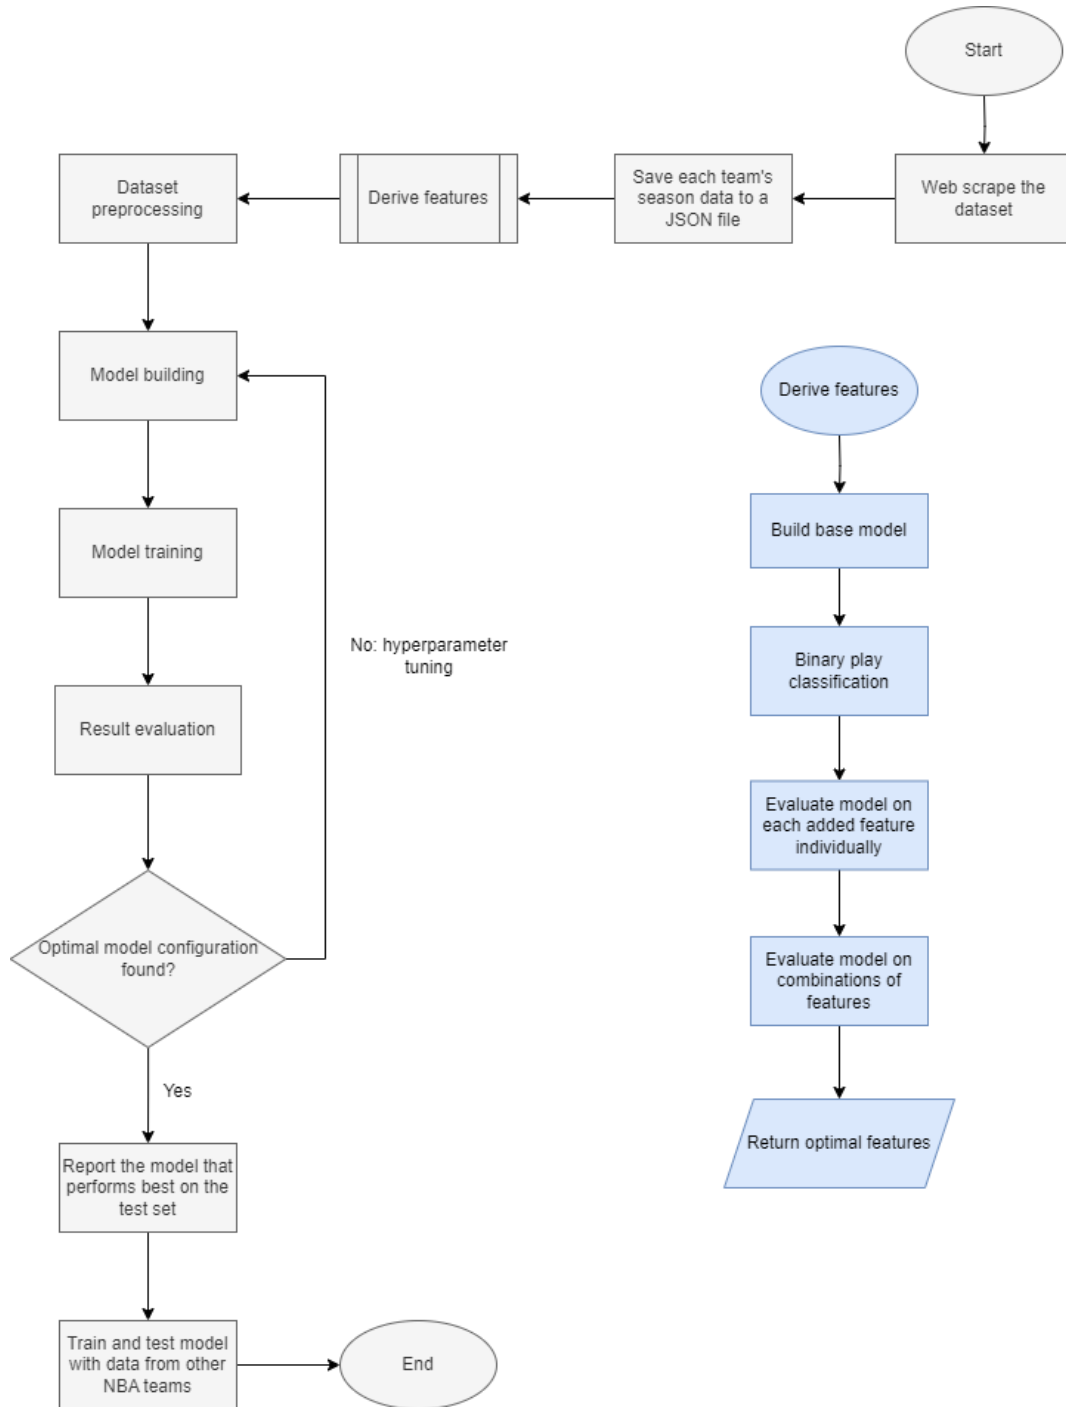 Start
Web scrape the
dataset
Save each team's
season data to a
JSON file
Derive features
Dataset
preprocessing
Model building
Model training
Result evaluation
Optimal model configuration
found?
No: hyperparameter
tuning
Yes
Report the model that
performs best on the
test set
Train and test model
with data from other
NBA teams
End
Derive features
Build base model
Binary play
classification
Evaluate model on
each added feature
individually
Evaluate model on
combinations of
features
Return optimal features